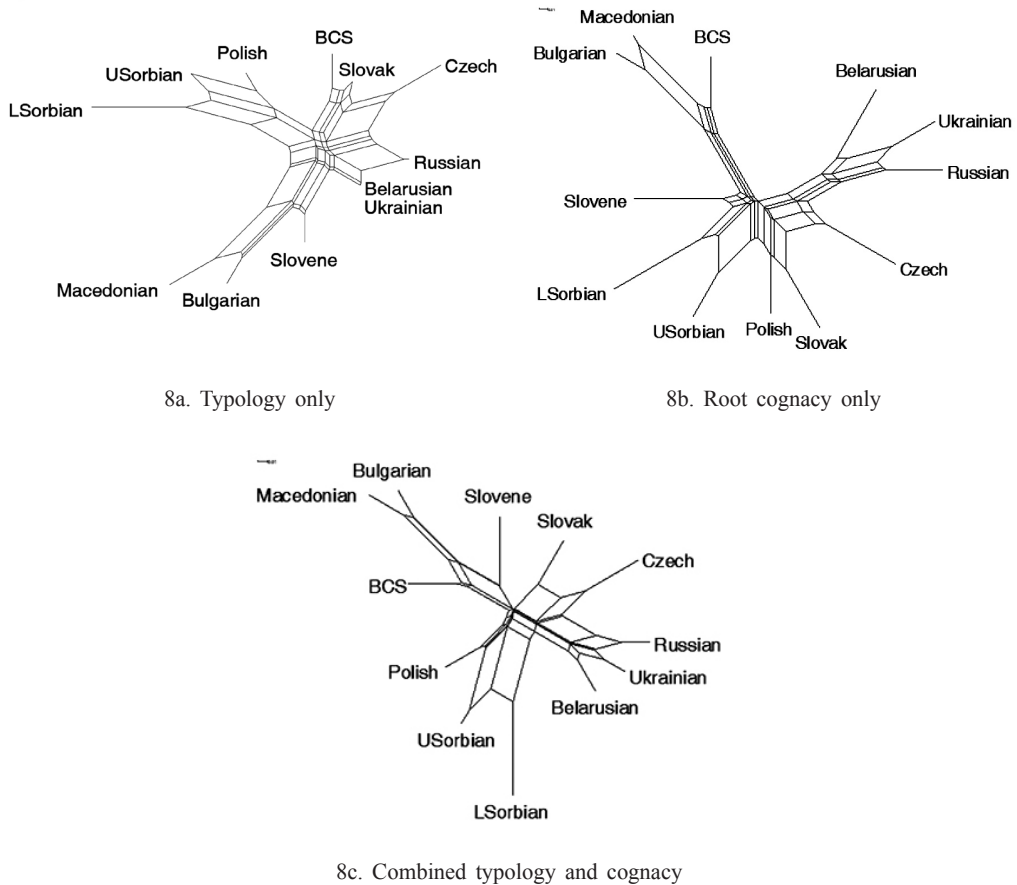 BCS
Polish
Slovak
Czech
USorbian
LSorbian
Russian
Belarusian
Ukrainian
Slovene
Macedonian
Bulgarian
8a. Typology only
Macedonian
BCS
Bulgarian
Belarusian
Ukrainian
Russian
Slovene
Czech
LSorbian
USorbian
Polish
Slovak
8b. Root cognacy only
Bulgarian
Macedonian
Slovene
Slovak
Czech
BCS
Russian
Polish
Ukrainian
Belarusian
USorbian
LSorbian
8c. Combined typology and cognacy